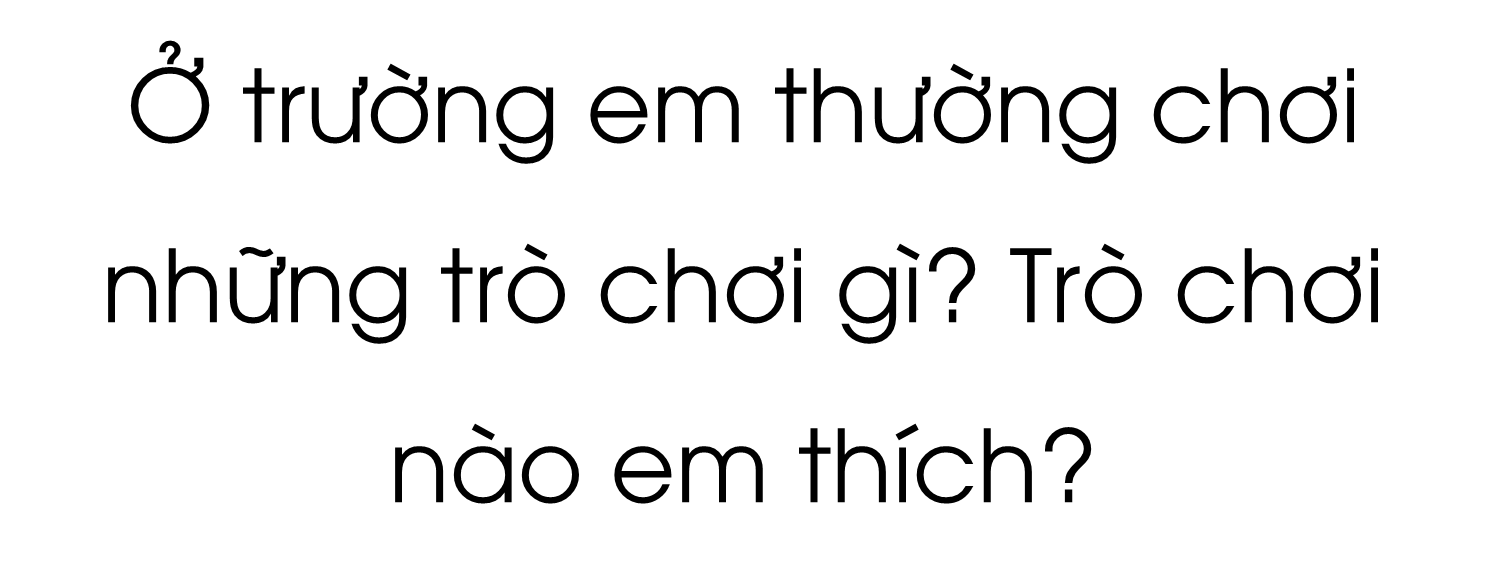 Ở trường em thường chơi
những trò chơi gì? Trò chơi
nào em thích?